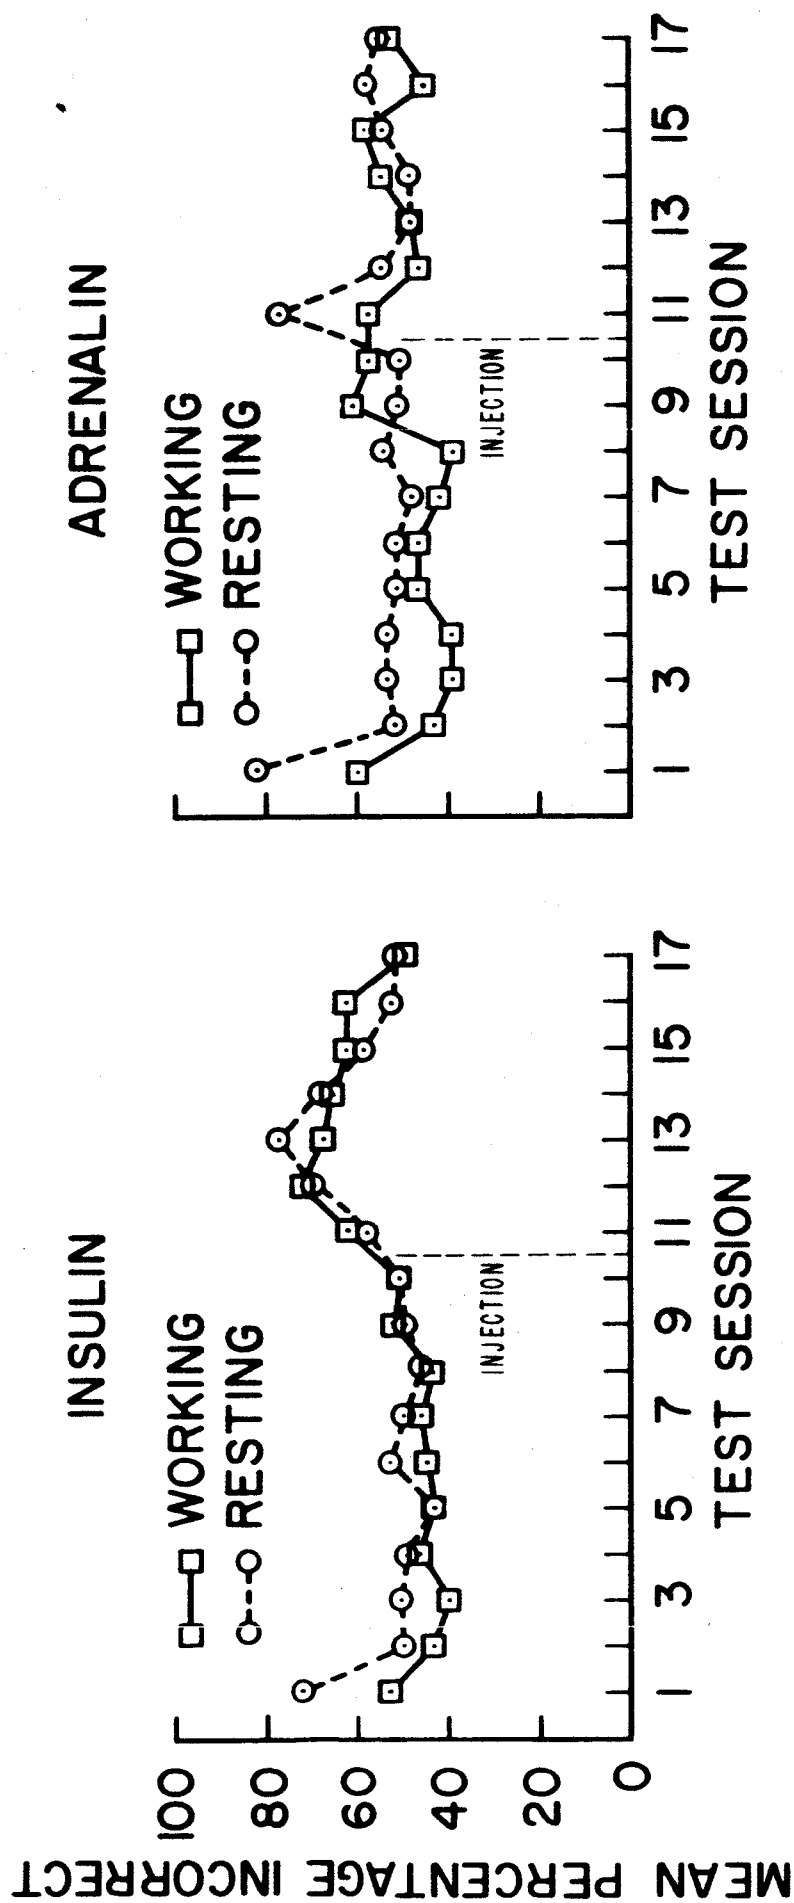 MEAN PERCENTAGE INCORRECT
100
80
60
40
20
0
INSULIN
WORKING
RESTING
INJECTION
1 3 5 7 9 11 13 15 17
TEST SESSION
ADRENALIN
WORKING
RESTING
INJECTION
1 3 5 7 9 11 13 15 17
TEST SESSION